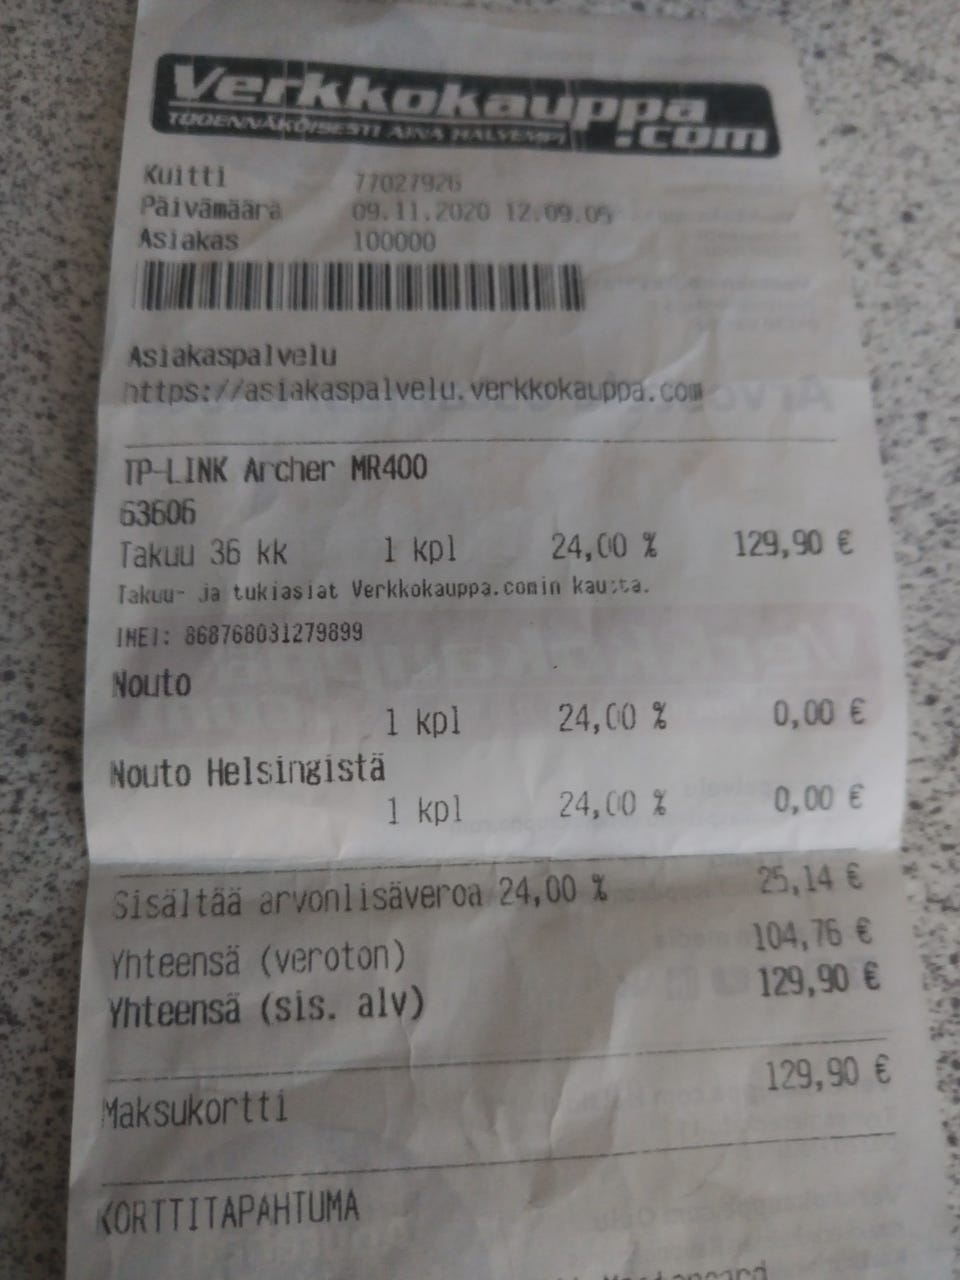 Verkkokauppa
.com
TODENNÄKÖISESTI AINA HALVEMPI
Kuitti 77027926
Päivämäärä 09.11.2020 12.09.05
Asiakas 100000
Asiakaspalvelu
https://asiakaspalvelu.verkkokauppa.com
TP-LINK Archer MR400
63606
Takuu 36 kk 1 kpl 24,00 % 129,90 €
Takuu- ja tukiasiat Verkkokauppa.comin kautta.
IMEI: 868768031279899
Nouto
1 kpl 24,00 % 0,00 €
Nouto Helsingistä
1 kpl 24,00 % 0,00 €
Sisältää arvonlisäveroa 24,00 % 25,14 €
Yhteensä (veroton) 104,76 €
Yhteensä (sis. alv) 129,90 €
Maksukortti 129,90 €
KORTTITAPAHTUMA